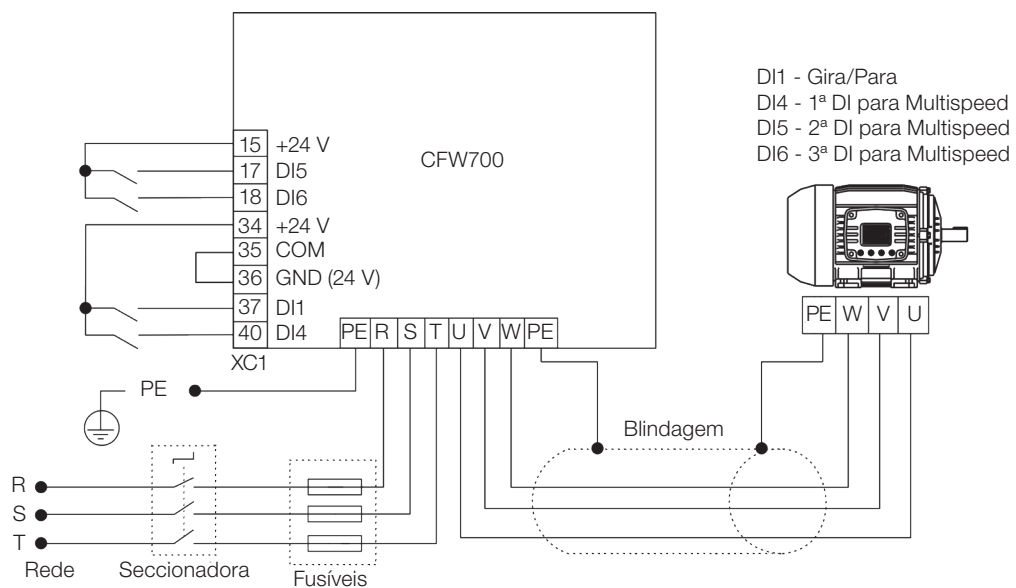 DI1 - Gira/Para
DI4 - 1ª DI para Multispeed
DI5 - 2ª DI para Multispeed
DI6 - 3ª DI para Multispeed
CFW700
15 +24 V
17 DI5
18 DI6
34 +24 V
35 COM
36 GND (24 V)
37 DI1
40 DI4
XC1
PE R S T U V W PE
PE W V U
PE
Blindagem
R
S
T
Rede
Seccionadora
Fusíveis